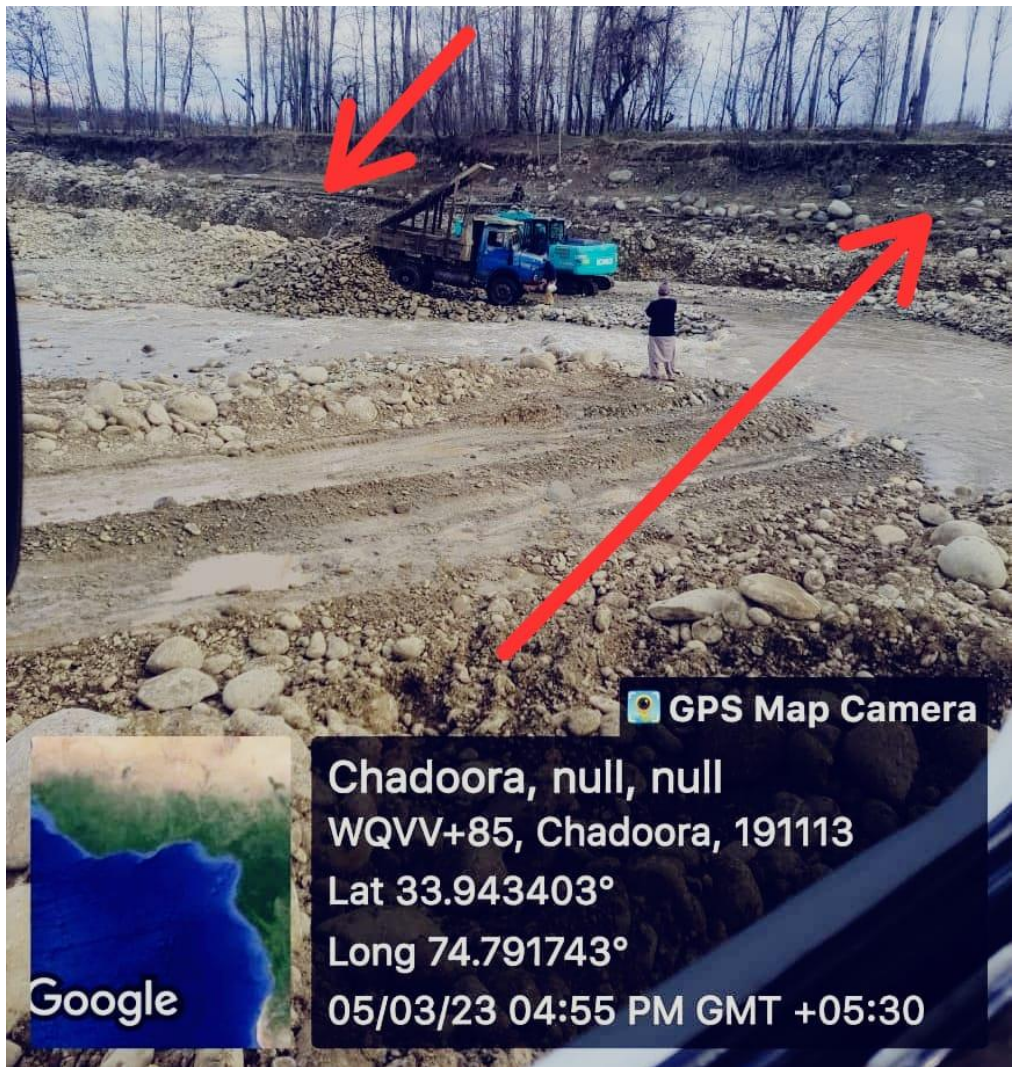 GPS Map Camera
Chadoora, null, null
WQVV+85, Chadoora, 191113
Lat 33.943403°
Long 74.791743°
05/03/23 04:55 PM GMT +05:30
Google